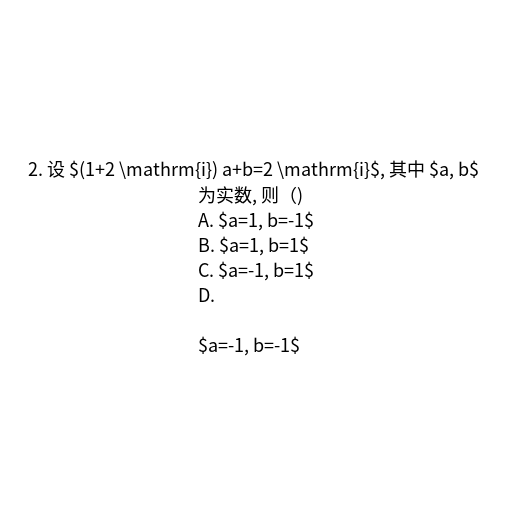 2. 设 $(1+2 \mathrm{i}) a+b=2 \mathrm{i}$, 其中 $a, b$
为实数, 则（)
A. $a=1, b=-1$
B. $a=1, b=1$
C. $a=-1, b=1$
D.
$a=-1, b=-1$